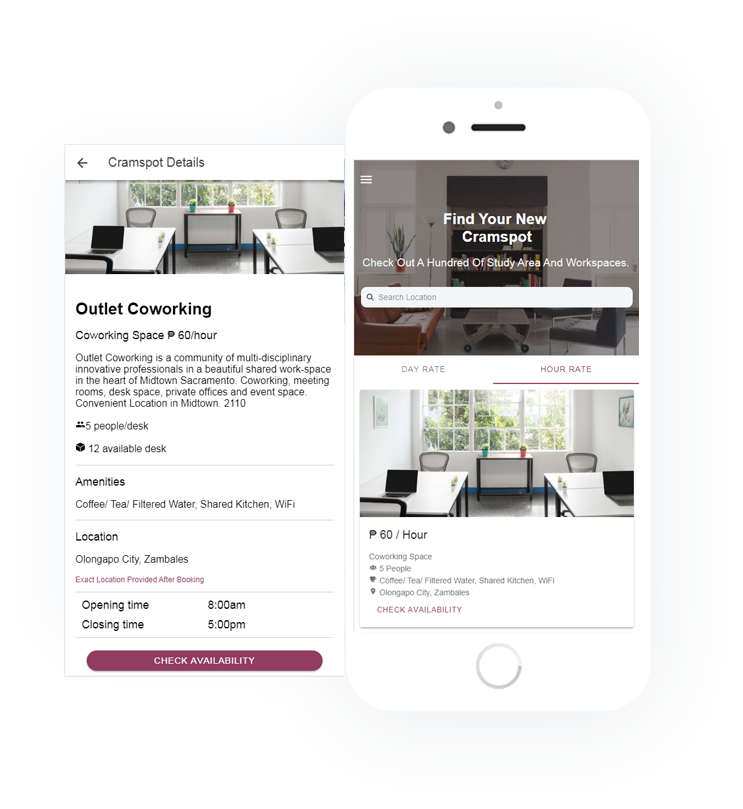 Cramspot Details
Outlet Coworking
Coworking Space ₱ 60/hour
Outlet Coworking is a community of multi-disciplinary
innovative professionals in a beautiful shared work-space
in the heart of Midtown Sacramento. Coworking, meeting
rooms, desk space, private offices and event space.
Convenient Location in Midtown. 2110
5 people/desk
12 available desk
Amenities
Coffee/ Tea/ Filtered Water, Shared Kitchen, WiFi
Location
Olongapo City, Zambales
Exact Location Provided After Booking
Opening time 8:00am
Closing time 5:00pm
CHECK AVAILABILITY
Find Your New
Cramspot
Check Out A Hundred Of Study Area And Workspaces.
Search Location
DAY RATE HOUR RATE
₱ 60 / Hour
Coworking Space
5 People
Coffee/ Tea/ Filtered Water, Shared Kitchen, WiFi
Olongapo City, Zambales
CHECK AVAILABILITY